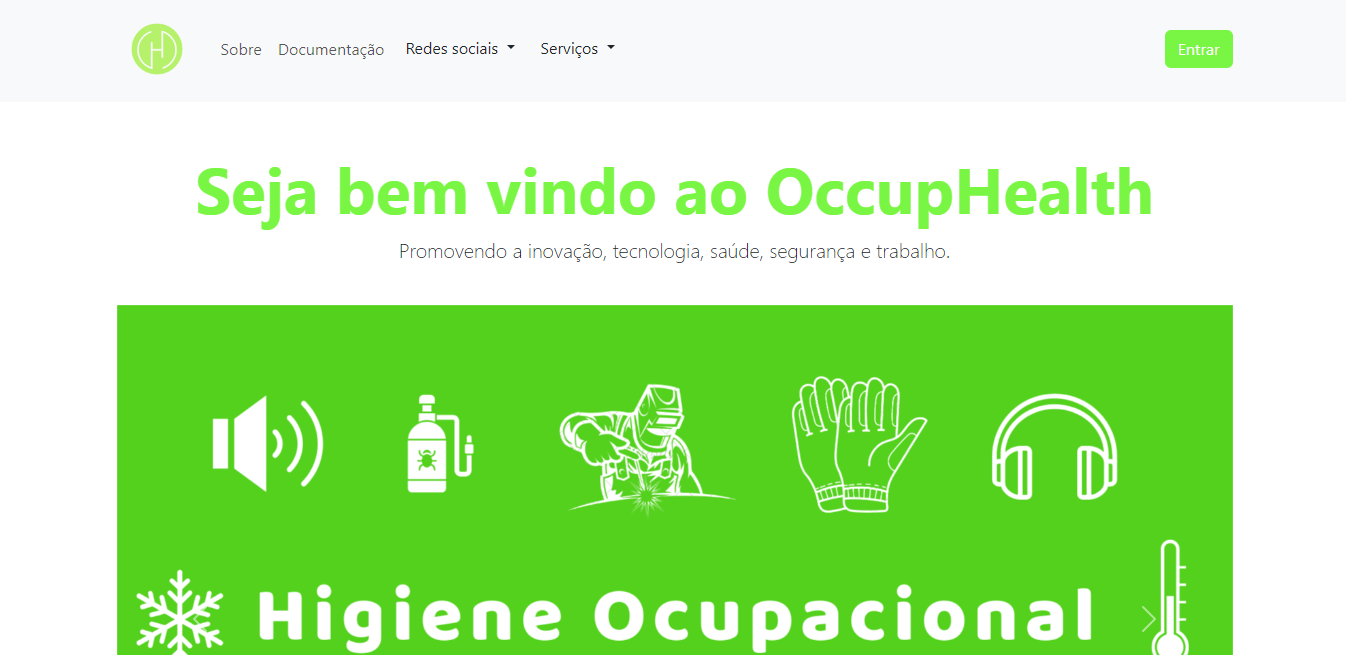 H
Sobre Documentação Redes sociais Serviços Entrar
Seja bem vindo ao OccupHealth
Promovendo a inovação, tecnologia, saúde, segurança e trabalho.
Higiene Ocupacional